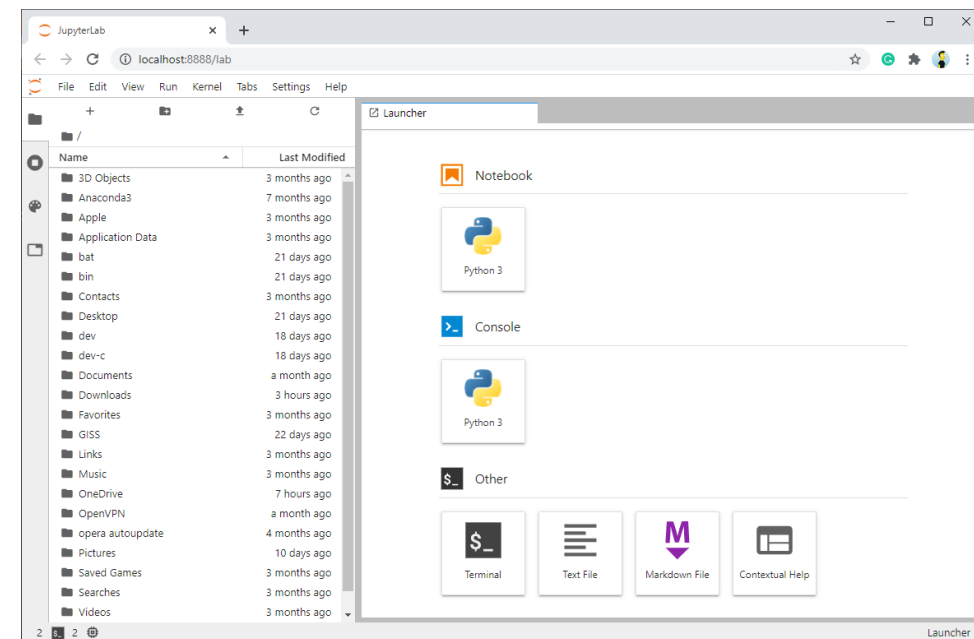 JupyterLab
localhost:8888/lab
File Edit View Run Kernel Tabs Settings Help
Launcher
/
Name Last Modified
3D Objects 3 months ago
Anaconda3 7 months ago
Apple 3 months ago
Application Data 3 months ago
bat 21 days ago
bin 21 days ago
Contacts 3 months ago
Desktop 21 days ago
dev 18 days ago
dev-c 18 days ago
Documents a month ago
Downloads 3 hours ago
Favorites 3 months ago
GISS 22 days ago
Links 3 months ago
Music 3 months ago
OneDrive 7 hours ago
OpenVPN a month ago
opera autoupdate 4 months ago
Pictures 10 days ago
Saved Games 3 months ago
Searches 3 months ago
Videos 3 months ago
Notebook
Python 3
Console
Python 3
$_ Other
$_ M
Terminal Text File Markdown File Contextual Help
2 $_ 2 Launcher